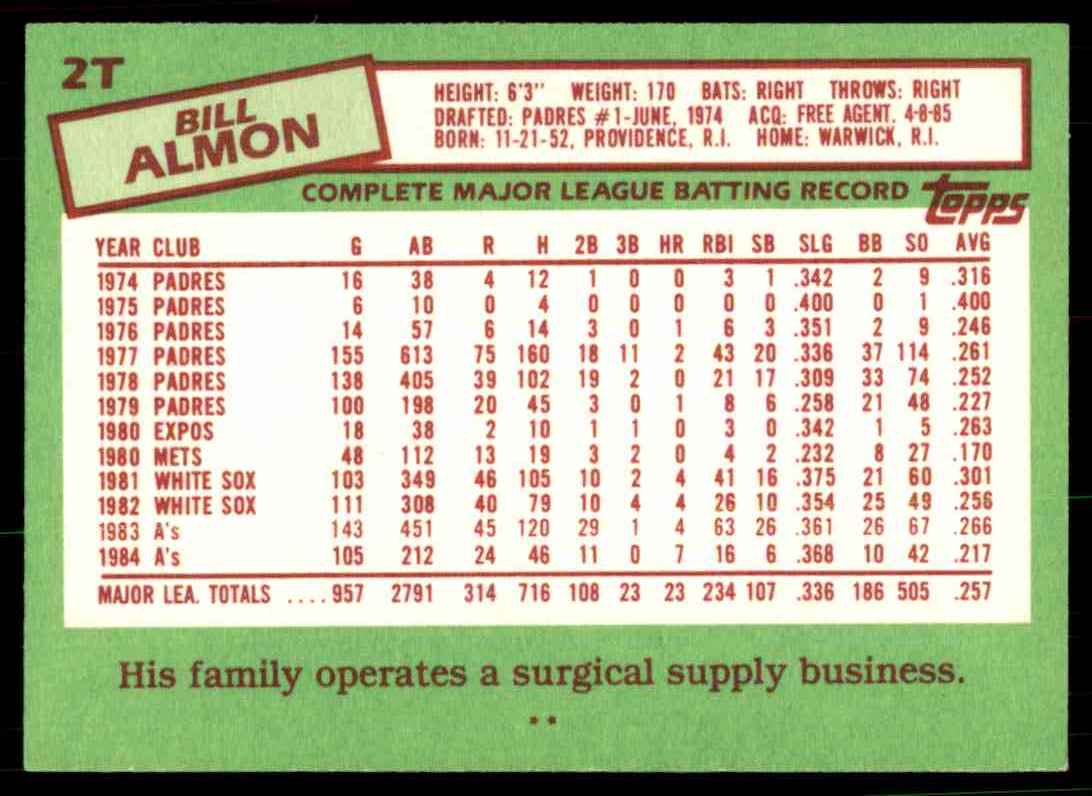 2T
BILL
ALMON
HEIGHT: 6'3" WEIGHT: 170 BATS: RIGHT THROWS: RIGHT
DRAFTED: PADRES #1-JUNE, 1974 ACQ: FREE AGENT. 4-8-85
BORN: 11-21-52, PROVIDENCE, R.I. HOME: WARWICK, R.I.
COMPLETE MAJOR LEAGUE BATTING RECORD topps
YEAR CLUB G AB R H 2B 3B HR RBI SB SLG BB SO AVG
1974 PADRES 16 38 4 12 1 0 0 3 1 .342 2 9 .316
1975 PADRES 6 10 0 4 0 0 0 0 0 .400 0 1 .400
1976 PADRES 14 57 6 14 3 0 1 6 3 .351 2 9 .246
1977 PADRES 155 613 75 160 18 11 2 43 20 .336 37 114 .261
1978 PADRES 138 405 39 102 19 2 0 21 17 .309 33 74 .252
1979 PADRES 100 198 20 45 3 0 1 8 6 .258 21 48 .227
1980 EXPOS 18 38 2 10 1 1 0 3 0 .342 1 5 .263
1980 METS 48 112 13 19 3 2 0 4 2 .232 8 27 .170
1981 WHITE SOX 103 349 46 105 10 2 4 41 16 .375 21 60 .301
1982 WHITE SOX 111 308 40 79 10 4 4 26 10 .354 25 49 .256
1983 A's 143 451 45 120 29 1 4 63 26 .361 26 67 .266
1984 A's 105 212 24 46 11 0 7 16 6 .368 10 42 .217
MAJOR LEA. TOTALS ....957 2791 314 716 108 23 23 234 107 .336 186 505 .257
His family operates a surgical supply business.